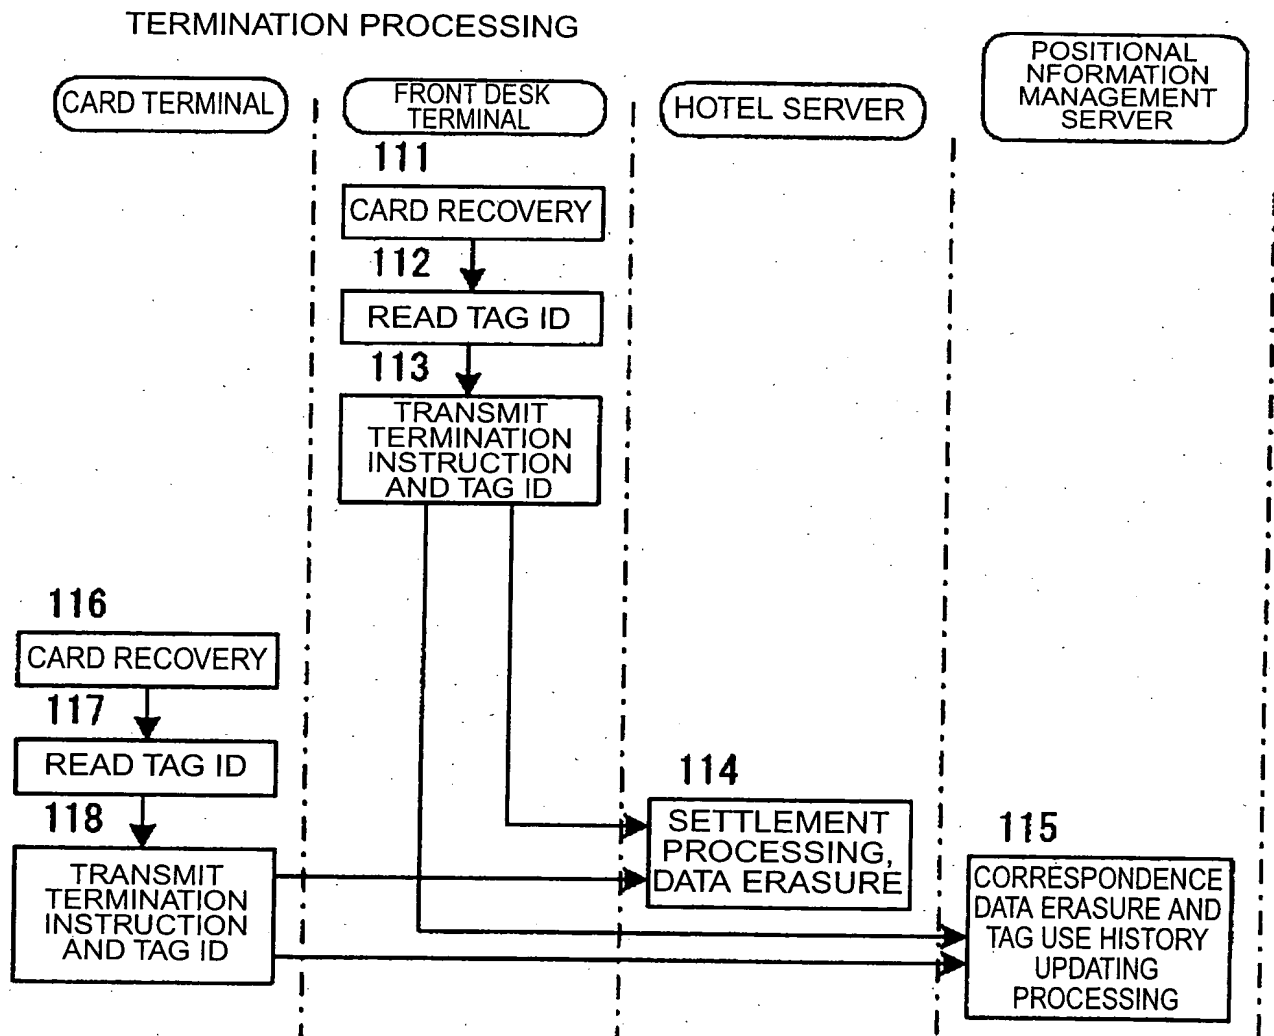 TERMINATION PROCESSING
CARD TERMINAL
FRONT DESK
TERMINAL
HOTEL SERVER
POSITIONAL
NFORMATION
MANAGEMENT
SERVER
111
CARD RECOVERY
112
READ TAG ID
113
TRANSMIT
TERMINATION
INSTRUCTION
AND TAG ID
116
CARD RECOVERY
117
READ TAG ID
118
TRANSMIT
TERMINATION
INSTRUCTION
AND TAG ID
114
SETTLEMENT
PROCESSING,
DATA ERASURE
115
CORRESPONDENCE
DATA ERASURE AND
TAG USE HISTORY
UPDATING
PROCESSING